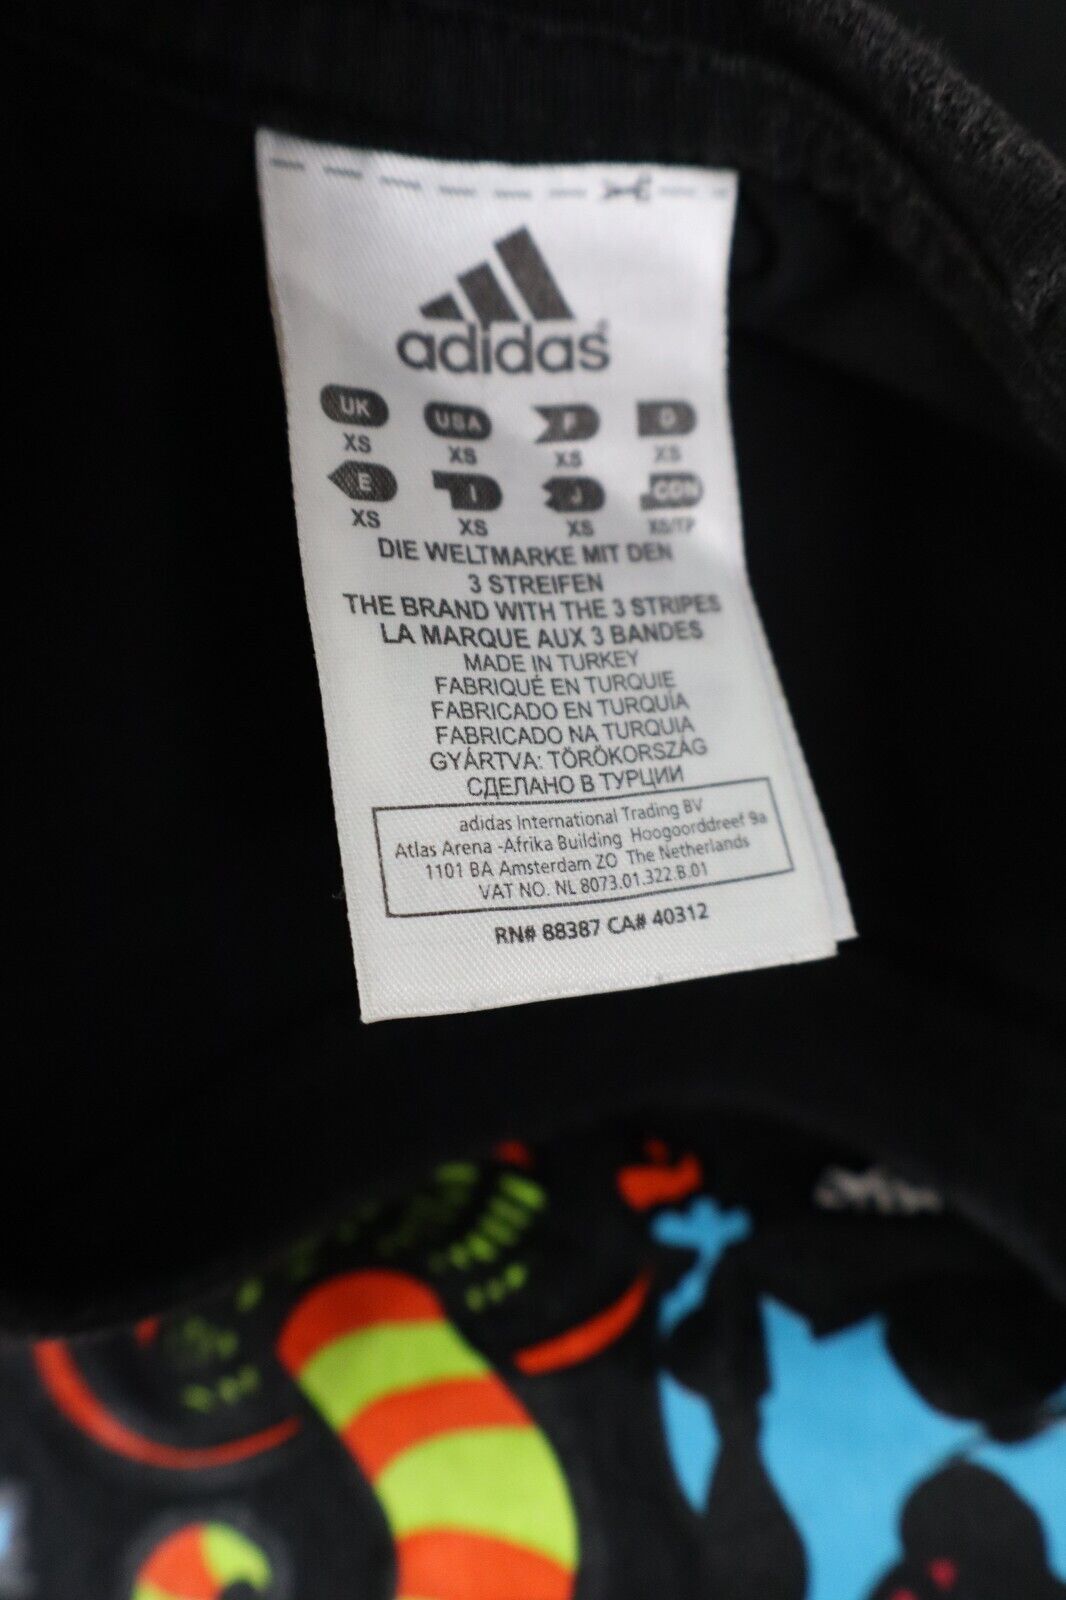 adidas
UK USA F D
XS XS XS XS
E I J CDN
XS XS XS XS/TP
DIE WELTMARKE MIT DEN
3 STREIFEN
THE BRAND WITH THE 3 STRIPES
LA MARQUE AUX 3 BANDES
MADE IN TURKEY
FABRIQUÉ EN TURQUIE
FABRICADO EN TURQUÍA
FABRICADO NA TURQUIA
GYÁRTVA: TÖRÖKORSZÁG
СДЕЛАНО В ТУРЦИИ
adidas International Trading BV
Atlas Arena -Afrika Building Hoogoorddreef 9a
1101 BA Amsterdam ZO The Netherlands
VAT NO. NL 8073.01.322.B.01
RN# 88387 CA# 40312